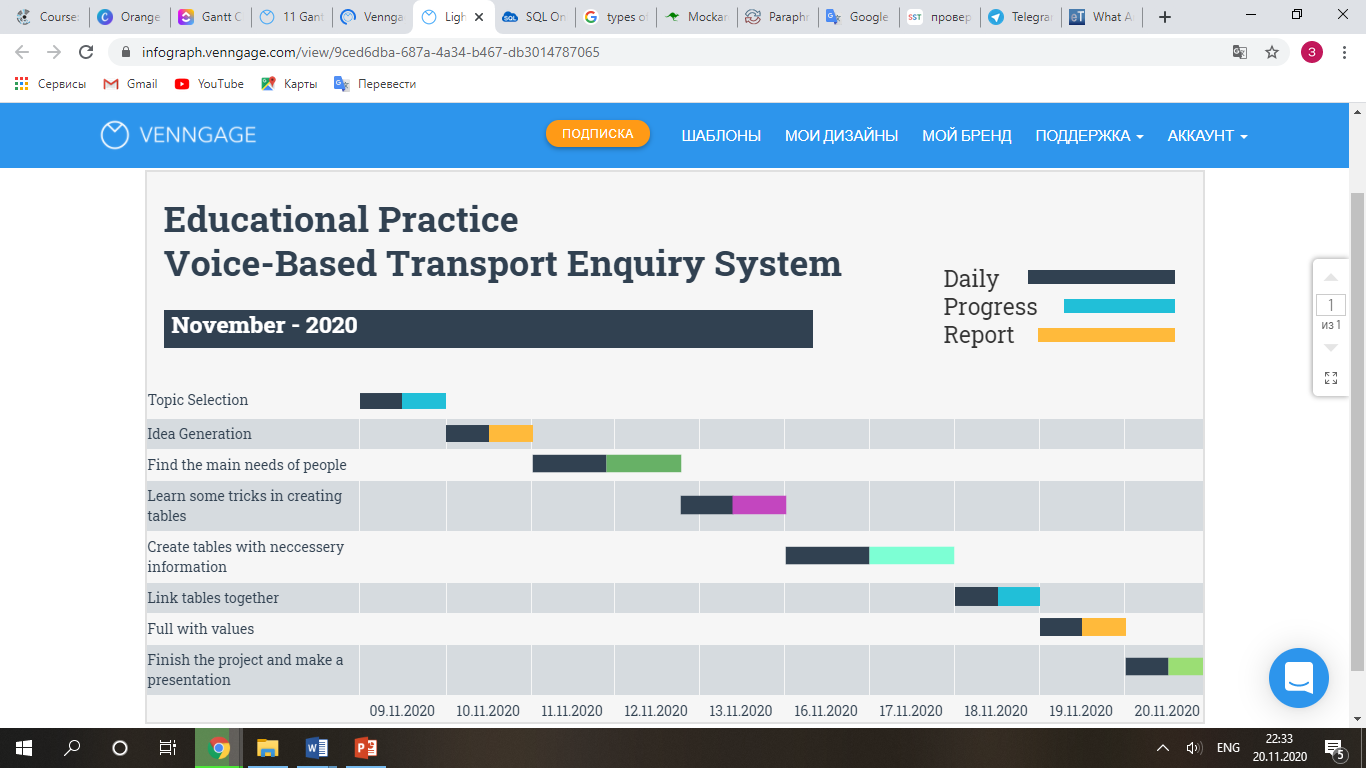 Course:
Orange
Gantt C
11 Gant
Vennga
Ligh
SQL On
types of
Mockar
Paraphr
Google
SST
провер
Telegra
eT
What A
infograph.venngage.com/view/9ced6dba-687a-4a34-b467-db3014787065
З
Сервисы
Gmail
YouTube
Карты
Перевести
VENNGAGE
ПОДПИСКА
ШАБЛОНЫ
МОИ ДИЗАЙНЫ
МОЙ БРЕНД
ПОДДЕРЖКА
АККАУНТ
Educational Practice
Voice-Based Transport Enquiry System
November - 2020
Daily
Progress
Report
1
из 1
Topic Selection
Idea Generation
Find the main needs of people
Learn some tricks in creating
tables
Create tables with neccessery
information
Link tables together
Full with values
Finish the project and make a
presentation
09.11.2020
10.11.2020
11.11.2020
12.11.2020
13.11.2020
16.11.2020
17.11.2020
18.11.2020
19.11.2020
20.11.2020
ENG
22:33
20.11.2020
5